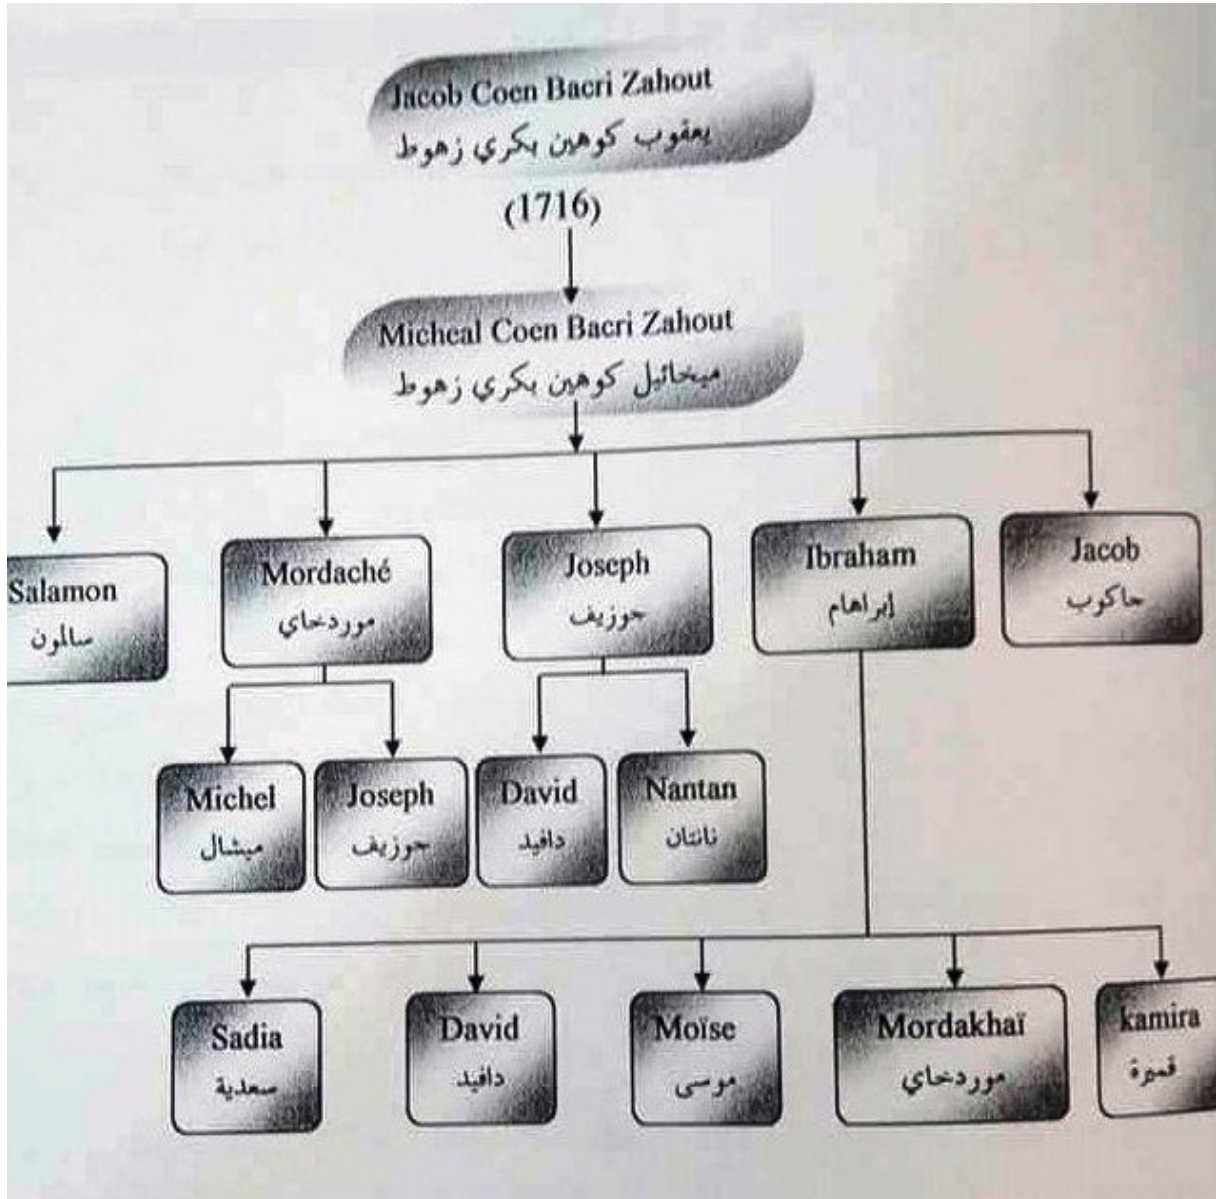 Jacob Coen Bacri Zahout
يعقوب كوهين بكري زهوط
(1716)
Micheal Coen Bacri Zahout
ميخائيل كوهين بكري زهوط
Salamon
سالمون
Mordaché
موردخاي
Joseph
جوزيف
Ibraham
إبراهام
Jacob
جاكوب
Michel
ميشال
Joseph
جوزيف
David
دافيد
Nantan
نانتان
Sadia
سعدية
David
دافيد
Moïse
موسى
Mordakhaï
موردخاي
kamira
قميرة